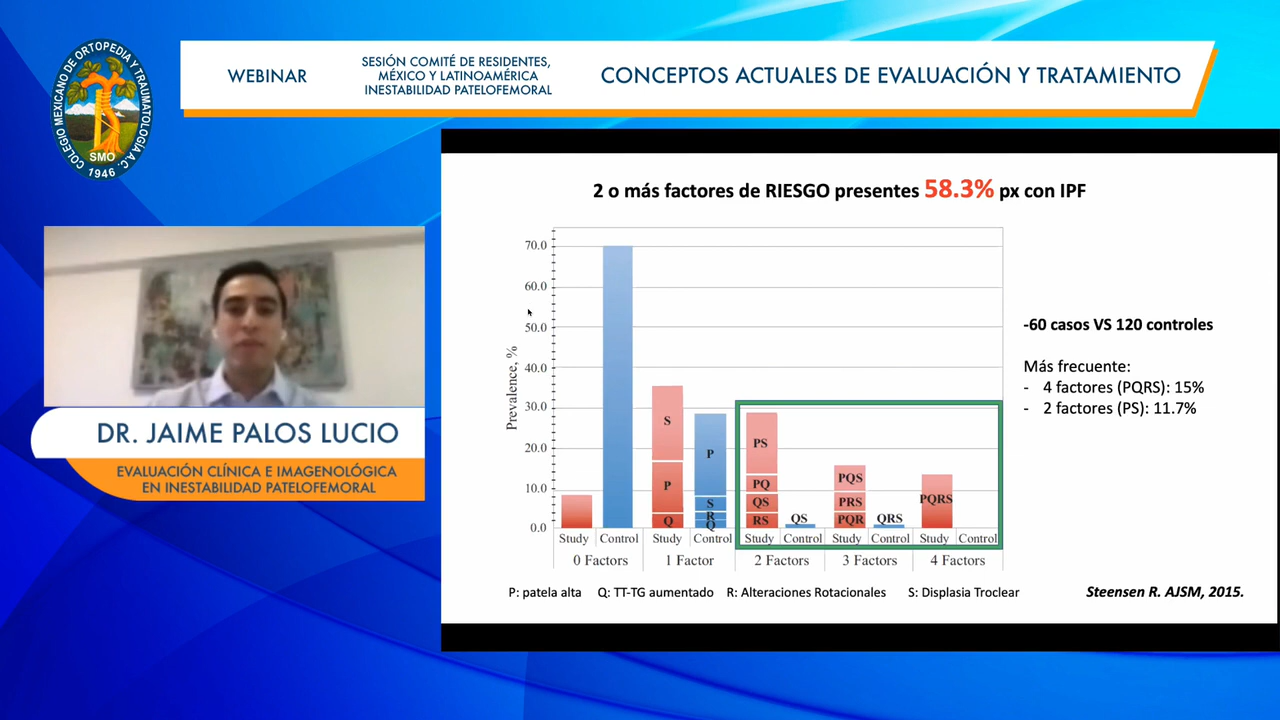 COLEGIO MEXICANO DE ORTOPEDIA Y TRAUMATOLOGÍA A.C.
SMO
1946
WEBINAR
SESIÓN COMITÉ DE RESIDENTES,
MÉXICO Y LATINOAMÉRICA
INESTABILIDAD PATELOFEMORAL
CONCEPTOS ACTUALES DE EVALUACIÓN Y TRATAMIENTO
DR. JAIME PALOS LUCIO
EVALUACIÓN CLÍNICA E IMAGENOLÓGICA
EN INESTABILIDAD PATELOFEMORAL
2 o más factores de RIESGO presentes 58.3% px con IPF
Prevalence, %
70.0
60.0
50.0
40.0
30.0
20.0
10.0
0.0
S
P
Q
P
S
R
Q
PS
PQ
QS
RS
QS
PQS
PRS
PQR
QRS
PQRS
Study Control Study Control Study Control Study Control Study Control
0 Factors 1 Factor 2 Factors 3 Factors 4 Factors
-60 casos VS 120 controles
Más frecuente:
- 4 factores (PQRS): 15%
- 2 factores (PS): 11.7%
P: patela alta Q: TT-TG aumentado R: Alteraciones Rotacionales S: Displasia Troclear
Steensen R. AJSM, 2015.